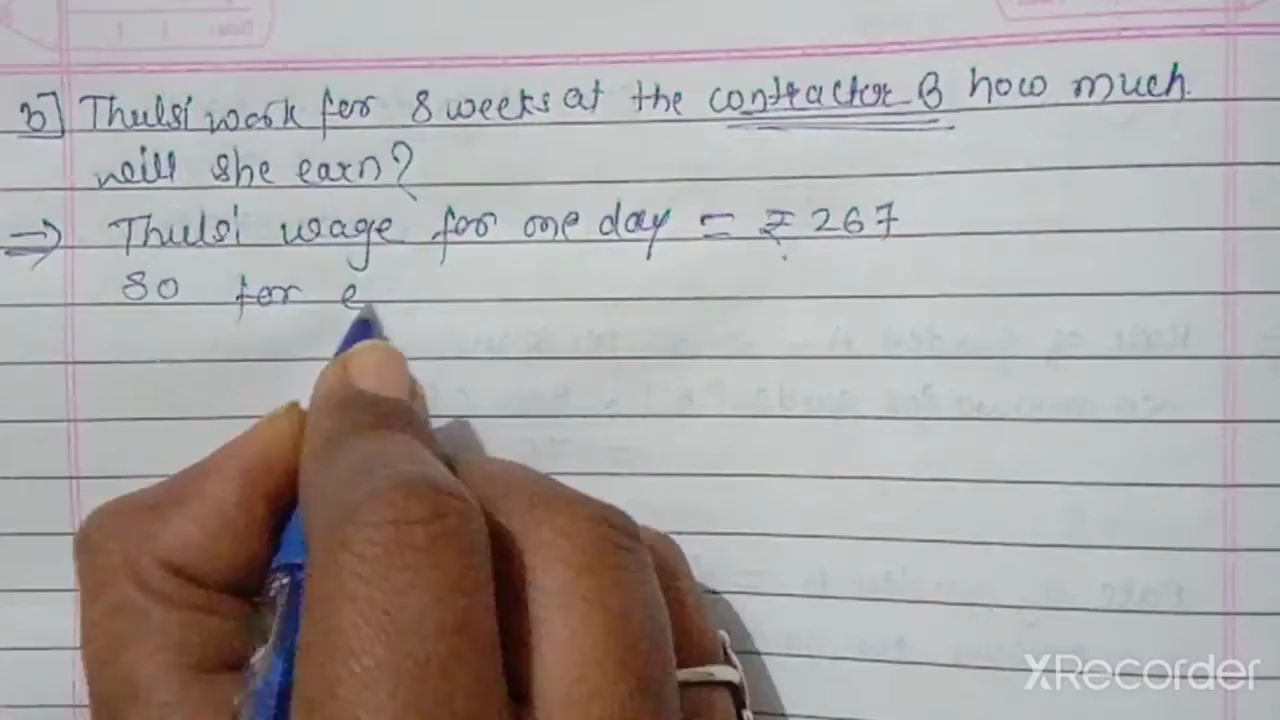 b] Thulsi work for 8 weeks at the contractor B how much
will she earn?
→ Thulsi wage for one day = ₹ 267
So for e
XRecorder